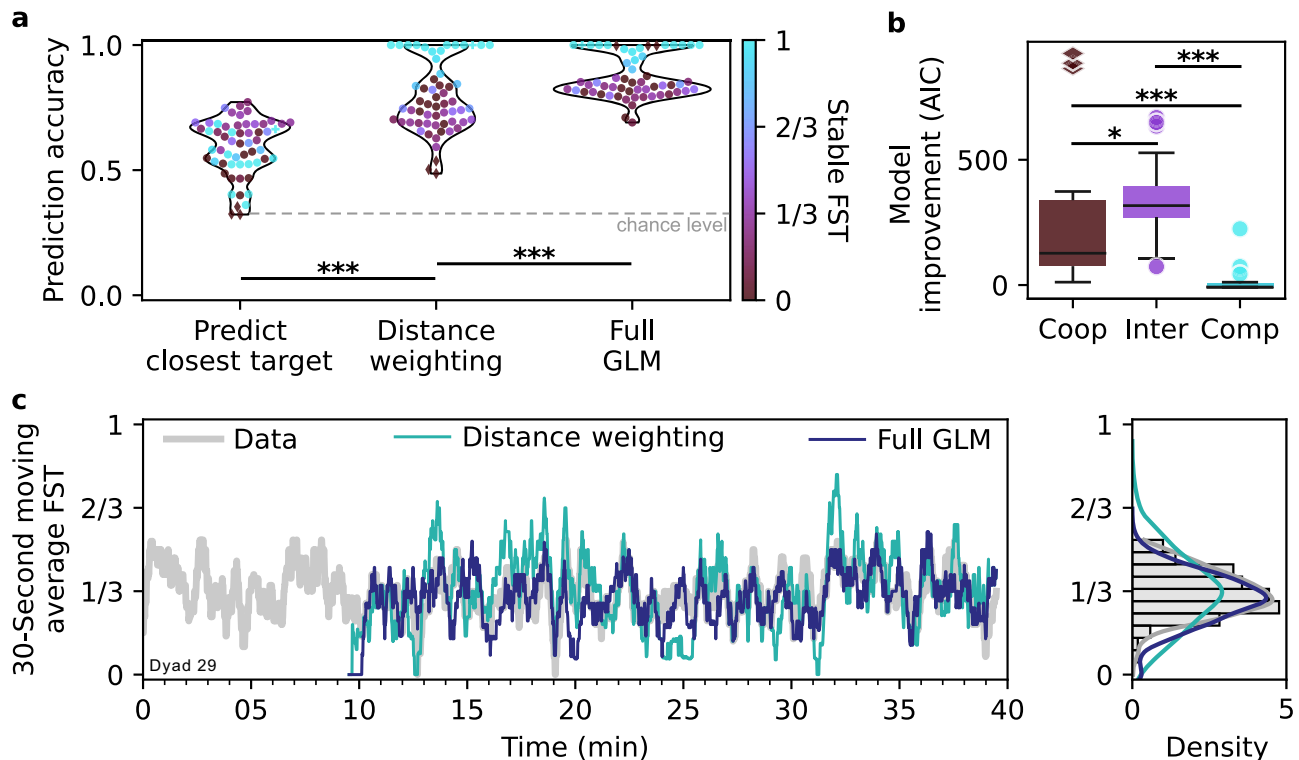 a
Prediction accuracy
1.0
0.5
0.0
chance level
***
***
Predict
closest target
Distance
weighting
Full
GLM
1
2/3
1/3
0
Stable FST
b
Model
improvement (AIC)
500
0
***
***
*
Coop
Inter
Comp
c
30-Second moving
average FST
1
2/3
1/3
0
Data
Distance weighting
Full GLM
Dyad 29
0
5
10
15
20
25
30
35
40
Time (min)
1
2/3
1/3
0
0
5
Density